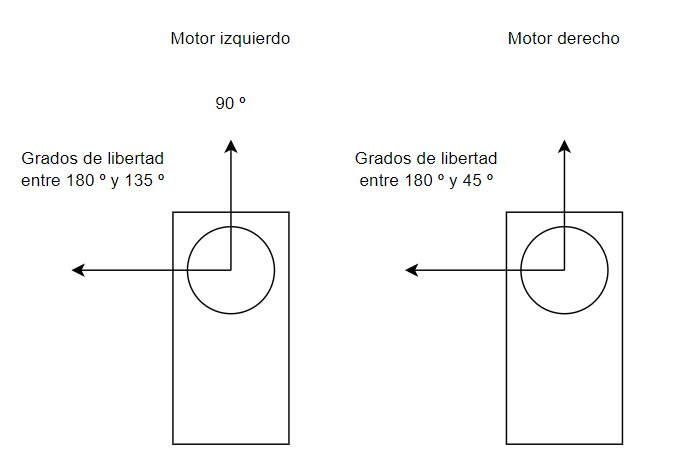 Motor izquierdo
Motor derecho
90 º
Grados de libertad
entre 180 º y 135 º
Grados de libertad
entre 180 º y 45 º